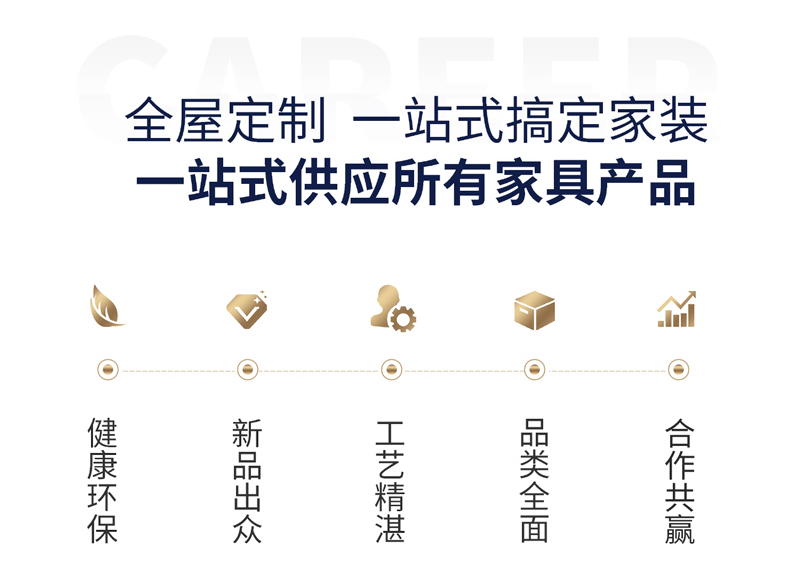 CAREER
全屋定制 一站式搞定家装
一站式供应所有家具产品
健康环保
新品出众
工艺精湛
品类全面
合作共赢